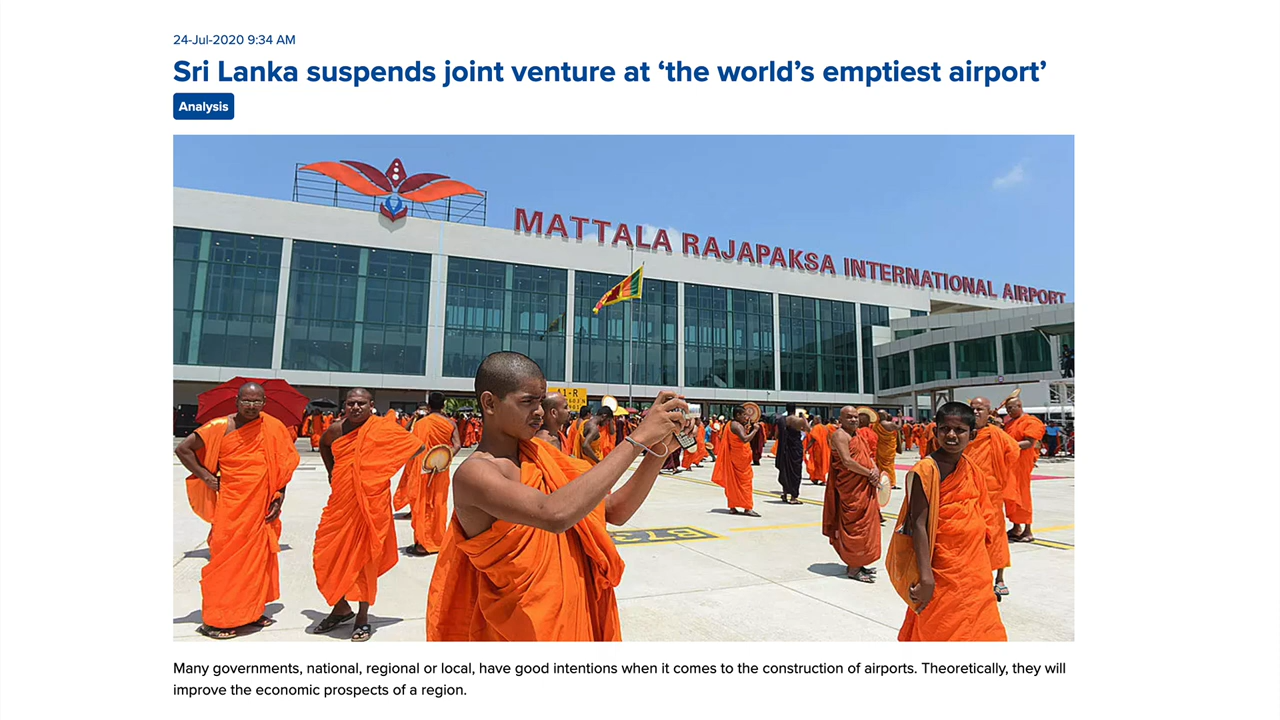 24-Jul-2020 9:34 AM
Sri Lanka suspends joint venture at ‘the world’s emptiest airport’
Analysis
MATTALA RAJAPAKSA INTERNATIONAL AIRPORT
A1-R
B73
Many governments, national, regional or local, have good intentions when it comes to the construction of airports. Theoretically, they will
improve the economic prospects of a region.